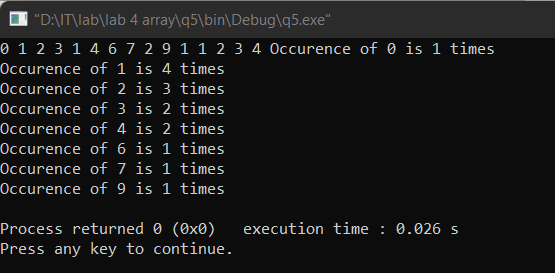 "D:\IT\lab\lab 4 array\q5\bin\Debug\q5.exe"
0 1 2 3 1 4 6 7 2 9 1 1 2 3 4 Occurence of 0 is 1 times
Occurence of 1 is 4 times
Occurence of 2 is 3 times
Occurence of 3 is 2 times
Occurence of 4 is 2 times
Occurence of 6 is 1 times
Occurence of 7 is 1 times
Occurence of 9 is 1 times
Process returned 0 (0x0)   execution time : 0.026 s
Press any key to continue.